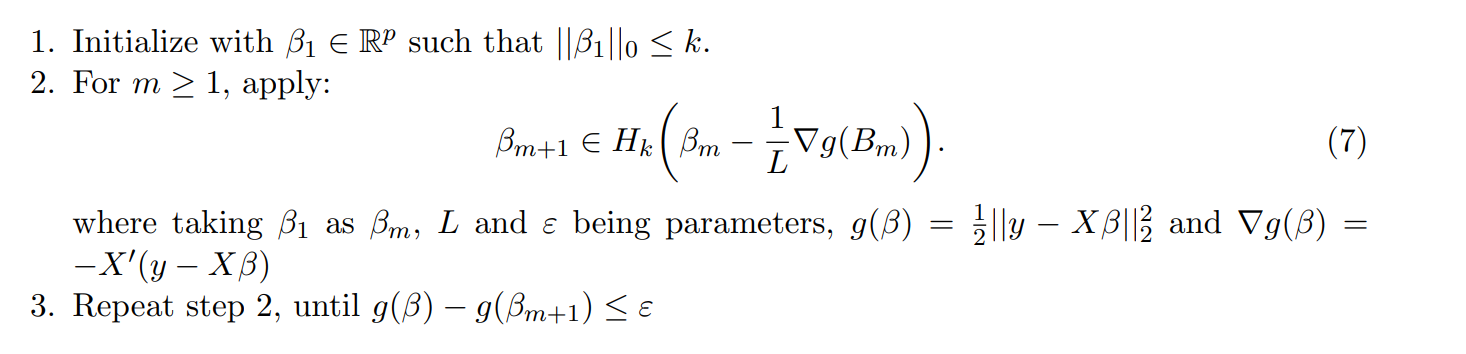 1. Initialize with β₁ ∈ ℝᵖ such that ||β₁||₀ ≤ k.
2. For m ≥ 1, apply:
βₘ₊₁ ∈ Hₖ(βₘ − \frac{1}{L}∇g(Bₘ)). (7)
where taking β₁ as βₘ, L and ε being parameters, g(β) = ½||y − Xβ||₂² and ∇g(β) =
−X′(y − Xβ)
3. Repeat step 2, until g(β) − g(βₘ₊₁) ≤ ε